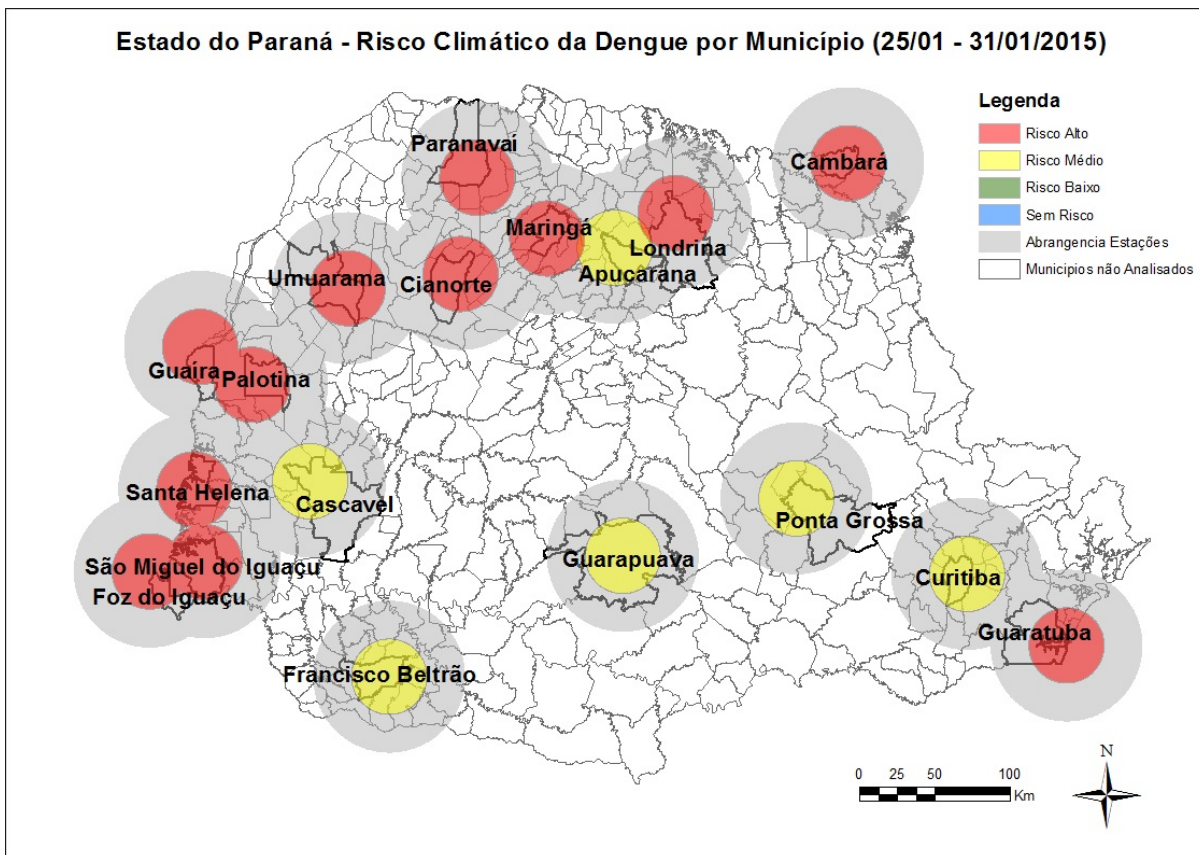 Estado do Paraná - Risco Climático da Dengue por Município (25/01 - 31/01/2015)
Legenda
Risco Alto
Risco Médio
Risco Baixo
Sem Risco
Abrangencia Estações
Municipios não Analisados
Paranavaí
Cambará
Maringá
Londrina
Apucarana
Umuarama
Cianorte
Guaíra
Palotina
Santa Helena
Cascavel
Ponta Grossa
Guarapuava
São Miguel do Iguaçu
Foz do Iguaçu
Curitiba
Guaratuba
Francisco Beltrão
N
0 25 50 100
Km